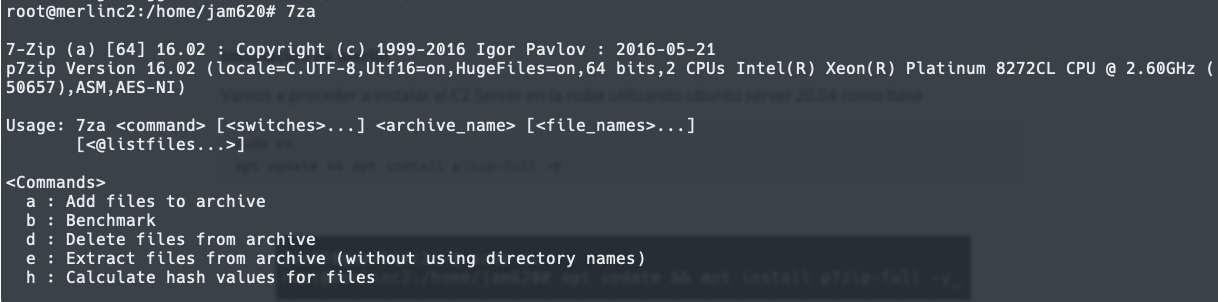 root@merlinc2:/home/jam620# 7za
7-Zip (a) [64] 16.02 : Copyright (c) 1999-2016 Igor Pavlov : 2016-05-21
p7zip Version 16.02 (locale=C.UTF-8,Utf16=on,HugeFiles=on,64 bits,2 CPUs Intel(R) Xeon(R) Platinum 8272CL CPU @ 2.60GHz (
50657),ASM,AES-NI)
Vamos a proceder a instalar el C2 Server en la nube utilizando ubuntu server 20.04 como base
Usage: 7za <command> [<switches>...] <archive_name> [<file_names>...]
[<@listfiles...>]
apt update && apt install p7zip-full -y
<Commands>
a : Add files to archive
b : Benchmark
d : Delete files from archive
e : Extract files from archive (without using directory names)
h : Calculate hash values for files
:/home/jam620# apt update && apt install p7zip-full -y